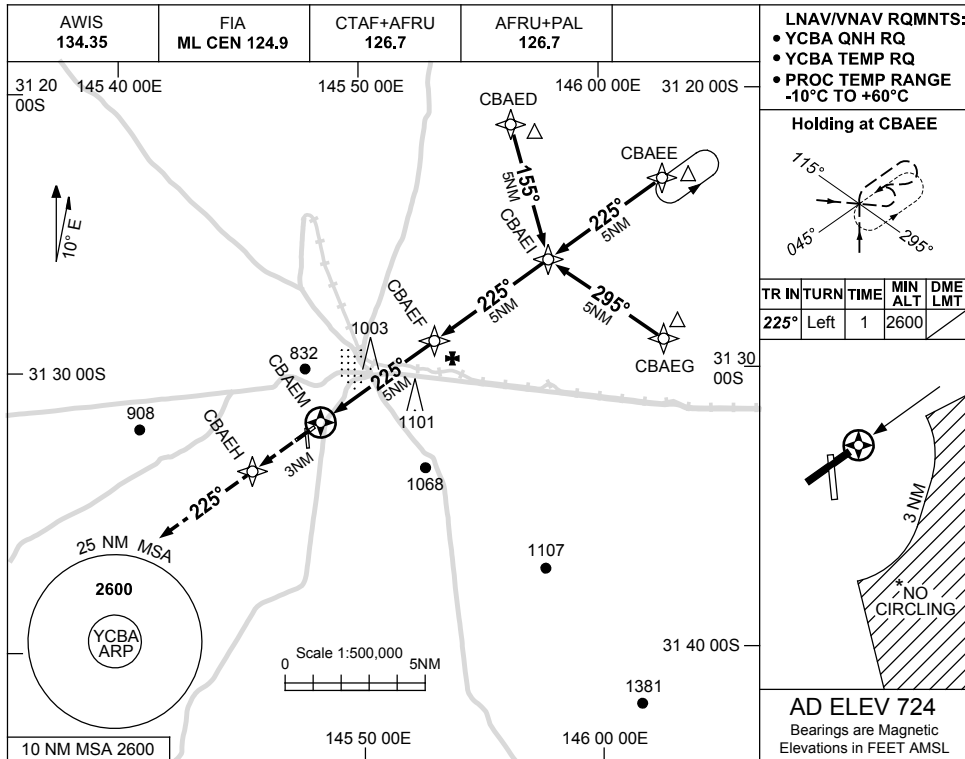 AWIS
134.35
FIA
ML CEN 124.9
CTAF+AFRU
126.7
AFRU+PAL
126.7
LNAV/VNAV RQMNTS:
• YCBA QNH RQ
• YCBA TEMP RQ
• PROC TEMP RANGE
-10°C TO +60°C
31 20
00S
145 40 00E
145 50 00E
146 00 00E
31 20
00S
CBAED
CBAEE
155°
5NM
225°
5NM
CBAEI
10° E
225°
5NM
295°
5NM
CBAEF
CBAEG
1003
832
31 30 00S
31 30
00S
CBAEM
225°
5NM
1101
908
CBAEH
3NM
1068
225°
25 NM MSA
2600
YCBA
ARP
1107
31 40 00S
Scale 1:500,000
0
5NM
1381
10 NM MSA 2600
145 50 00E
146 00 00E
Holding at CBAEE
115°
045°
295°
TR IN TURN TIME MIN ALT DME LMT
225° Left 1 2600
3 NM
*NO
CIRCLING
AD ELEV 724
Bearings are Magnetic
Elevations in FEET AMSL